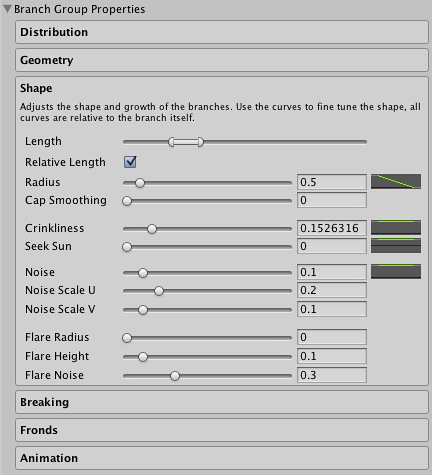 Branch Group Properties
Distribution
Geometry
Shape
Adjusts the shape and growth of the branches. Use the curves to fine tune the shape, all
curves are relative to the branch itself.
Length
Relative Length
Radius 0.5
Cap Smoothing 0
Crinkliness 0.1526316
Seek Sun 0
Noise 0.1
Noise Scale U 0.2
Noise Scale V 0.1
Flare Radius 0
Flare Height 0.1
Flare Noise 0.3
Breaking
Fronds
Animation